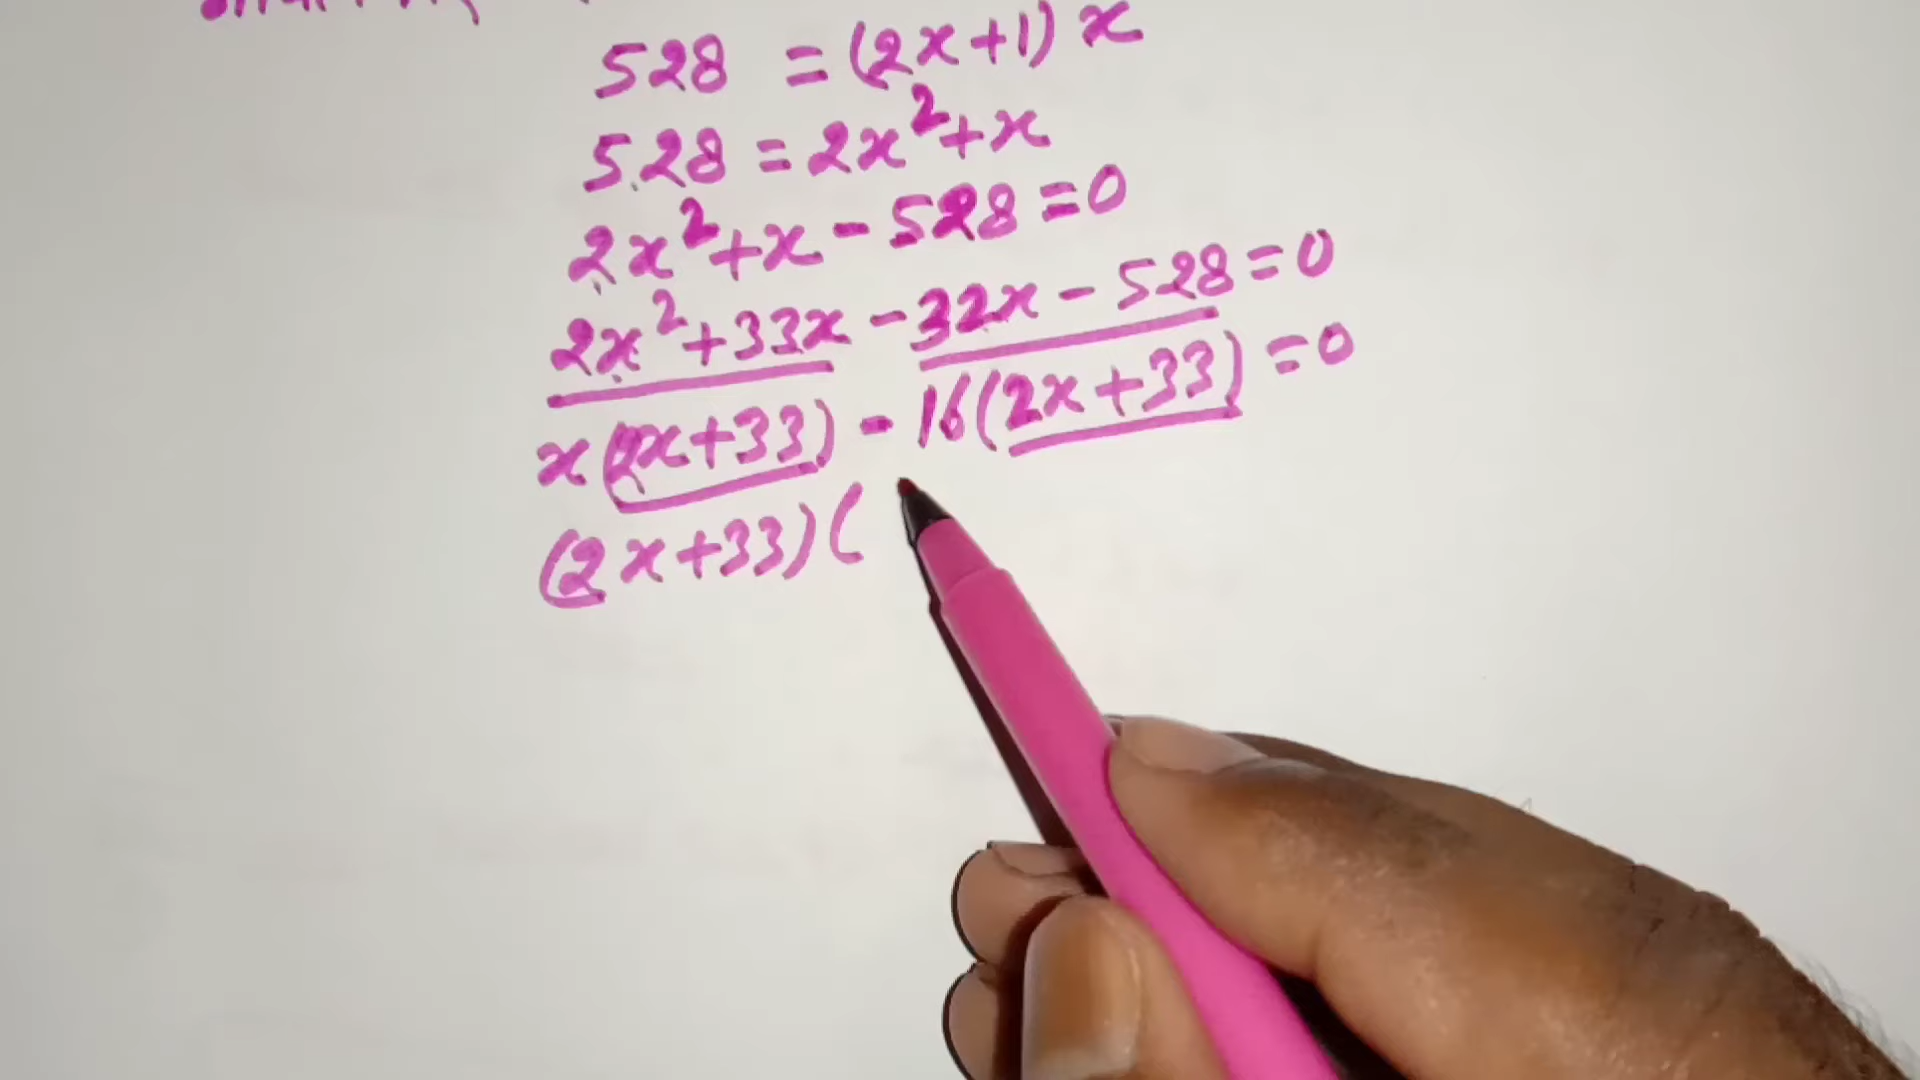 528 = (2x+1) x
528 = 2x²+x
2x²+x - 528 = 0
2x²+33x - 32x - 528 = 0
x(2x+33) - 16(2x+33) = 0
(2x+33)(